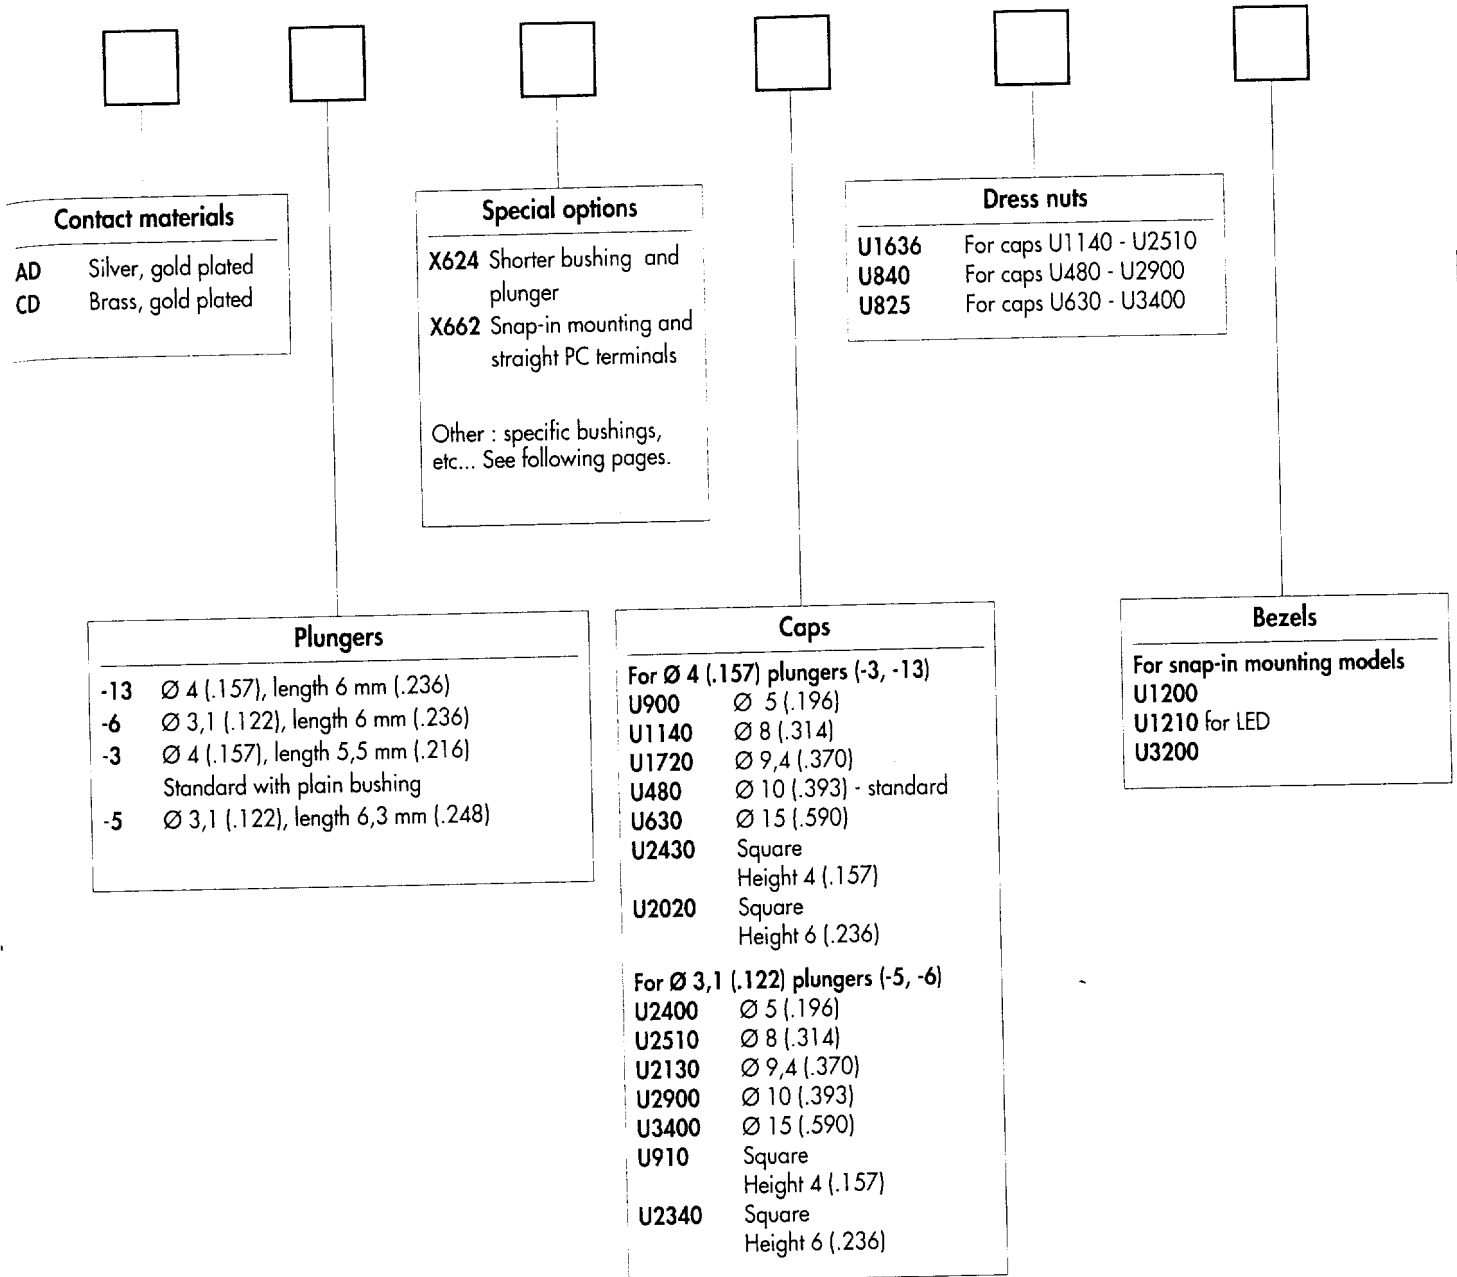 Contact materials
AD Silver, gold plated
CD Brass, gold plated
Special options
X624 Shorter bushing and
plunger
X662 Snap-in mounting and
straight PC terminals
Other : specific bushings,
etc... See following pages.
Dress nuts
U1636 For caps U1140 - U2510
U840 For caps U480 - U2900
U825 For caps U630 - U3400
Plungers
-13 Ø 4 (.157), length 6 mm (.236)
-6 Ø 3,1 (.122), length 6 mm (.236)
-3 Ø 4 (.157), length 5,5 mm (.216)
Standard with plain bushing
-5 Ø 3,1 (.122), length 6,3 mm (.248)
Caps
For Ø 4 (.157) plungers (-3, -13)
U900 Ø 5 (.196)
U1140 Ø 8 (.314)
U1720 Ø 9,4 (.370)
U480 Ø 10 (.393) - standard
U630 Ø 15 (.590)
U2430 Square
Height 4 (.157)
U2020 Square
Height 6 (.236)
For Ø 3,1 (.122) plungers (-5, -6)
U2400 Ø 5 (.196)
U2510 Ø 8 (.314)
U2130 Ø 9,4 (.370)
U2900 Ø 10 (.393)
U3400 Ø 15 (.590)
U910 Square
Height 4 (.157)
U2340 Square
Height 6 (.236)
Bezels
For snap-in mounting models
U1200
U1210 for LED
U3200